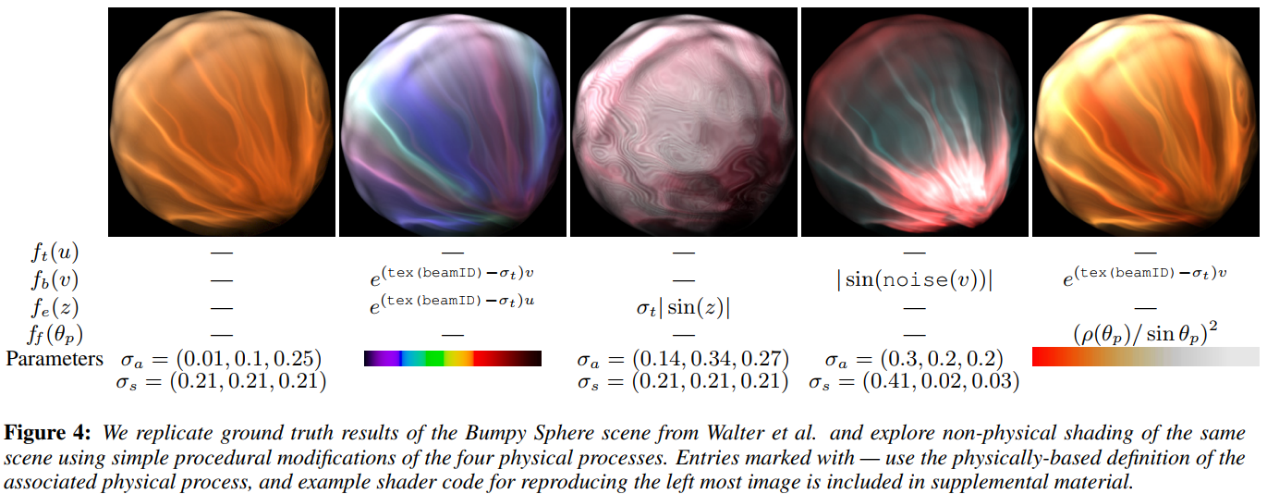 f_t(u) — — — — —
f_b(v) — e^{(tex(beamID)−σ_t)v} — |sin(noise(v))| e^{(tex(beamID)−σ_t)v}
f_e(z) — e^{(tex(beamID)−σ_t)u} σ_t|sin(z)| — —
f_f(θ_p) — — — — (ρ(θ_p)/sin θ_p)^2
Parameters σ_a = (0.01, 0.1, 0.25) σ_a = (0.14, 0.34, 0.27) σ_a = (0.3, 0.2, 0.2)
σ_s = (0.21, 0.21, 0.21) σ_s = (0.21, 0.21, 0.21) σ_s = (0.41, 0.02, 0.03)
Figure 4: We replicate ground truth results of the Bumpy Sphere scene from Walter et al. and explore non-physical shading of the same
scene using simple procedural modifications of the four physical processes. Entries marked with — use the physically-based definition of the
associated physical process, and example shader code for reproducing the left most image is included in supplemental material.